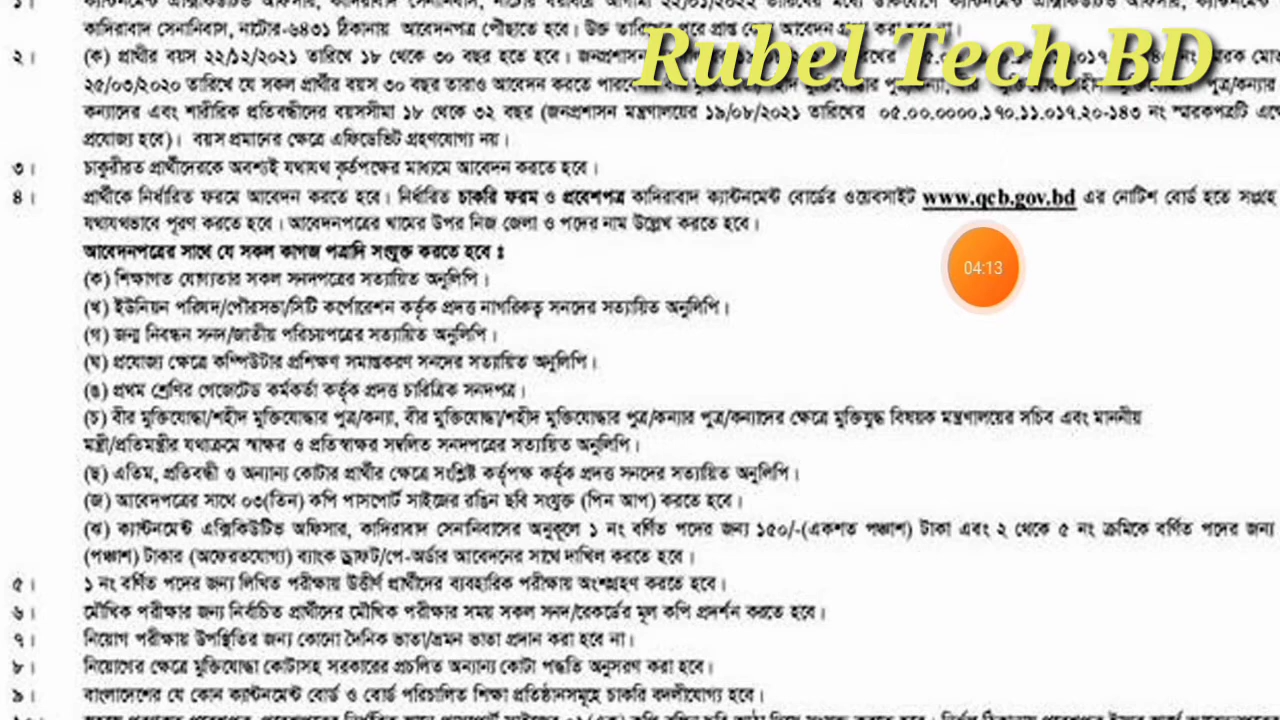 কাদিরাবাদ সেনানিবাস, নাটোর-৬৪৩১ ঠিকানায় আবেদনপত্র পৌছাতে হবে। উক্ত
Rubel Tech BD
২। (ক) প্রার্থীর বয়স ২২/১২/২০২১ তারিখে ১৮ থেকে ৩০ বছর হতে হবে।
২৫/০৩/২০২০ তারিখে যে সকল প্রার্থীর বয়স ৩০ বছর তারাও আবেদন করতে
কন্যাদের এবং শারীরিক প্রতিবন্ধীদের বয়সসীমা ১৮ থেকে ৩২ বছর (জনপ্রশাসন মন্ত্রণালয়ের ১৯/০৮/২০২১ তারিখের ০৫.০০.০০০০.১৭০.১১.০১৭.২০-১৪৩ নং স্মারকপত্রটি
প্রযোজ্য হবে)। বয়স প্রমানের ক্ষেত্রে এফিডেভিট গ্রহণযোগ্য নয়।
৩। চাকুরীরত প্রার্থীদেরকে অবশ্যই যথাযথ কর্তৃপক্ষের মাধ্যমে আবেদন করতে হবে।
৪। প্রার্থীকে নির্ধারিত ফরমে আবেদন করতে হবে। নির্ধারিত চাকরি ফরম ও প্রবেশপত্র কাদিরাবাদ ক্যান্টনমেন্ট বোর্ডের ওয়েবসাইট www.qcb.gov.bd এর নোটিশ বোর্ড হতে সংগ্রহ
যথাযথভাবে পূরণ করতে হবে। আবেদনপত্রের খামের উপর নিজ জেলা ও পদের নাম উল্লেখ করতে হবে।
আবেদনপত্রের সাথে যে সকল কাগজ পত্রাদি সংযুক্ত করতে হবে ঃ
04:13
(ক) শিক্ষাগত যোগ্যতার সকল সনদপত্রের সত্যায়িত অনুলিপি।
(খ) ইউনিয়ন পরিষদ/পৌরসভা/সিটি কর্পোরেশন কর্তৃক প্রদত্ত নাগরিকত্ব সনদের সত্যায়িত অনুলিপি।
(গ) জন্ম নিবন্ধন সনদ/জাতীয় পরিচয়পত্রের সত্যায়িত অনুলিপি।
(ঘ) প্রযোজ্য ক্ষেত্রে কম্পিউটার প্রশিক্ষণ সমাপ্তকরণ সনদের সত্যায়িত অনুলিপি।
(ঙ) প্রথম শ্রেণির গেজেটেড কর্মকর্তা কর্তৃক প্রদত্ত চারিত্রিক সনদপত্র।
(চ) বীর মুক্তিযোদ্ধা/শহীদ মুক্তিযোদ্ধার পুত্র/কন্যা, বীর মুক্তিযোদ্ধা/শহীদ মুক্তিযোদ্ধার পুত্র/কন্যার পুত্র/কন্যাদের ক্ষেত্রে মুক্তিযুদ্ধ বিষয়ক মন্ত্রণালয়ের সচিব এবং মাননীয়
মন্ত্রী/প্রতিমন্ত্রীর যথাক্রমে স্বাক্ষর ও প্রতিস্বাক্ষর সম্বলিত সনদপত্রের সত্যায়িত অনুলিপি।
(ছ) এতিম, প্রতিবন্ধী ও অন্যান্য কোটার প্রার্থীর ক্ষেত্রে সংশ্লিষ্ট কর্তৃপক্ষ কর্তৃক প্রদত্ত সনদের সত্যায়িত অনুলিপি।
(জ) আবেদপত্রের সাথে ০৩(তিন) কপি পাসপোর্ট সাইজের রঙিন ছবি সংযুক্ত (পিন আপ) করতে হবে।
(ঝ) ক্যান্টনমেন্ট এক্সিকিউটিভ অফিসার, কাদিরাবাদ সেনানিবাসের অনুকূলে ১ নং বর্ণিত পদের জন্য ১৫০/-(একশত পঞ্চাশ) টাকা এবং ২ থেকে ৫ নং ক্রমিকে বর্ণিত পদের জন্য
(পঞ্চাশ) টাকার (অফেরতযোগ্য) ব্যাংক ড্রাফট/পে-অর্ডার আবেদনের সাথে দাখিল করতে হবে।
৫। ১ নং বর্ণিত পদের জন্য লিখিত পরীক্ষায় উত্তীর্ণ প্রার্থীদের ব্যবহারিক পরীক্ষায় অংশগ্রহণ করতে হবে।
৬। মৌখিক পরীক্ষার জন্য নির্বাচিত প্রার্থীদের মৌখিক পরীক্ষার সময় সকল সনদ/রেকর্ডের মূল কপি প্রদর্শন করতে হবে।
৭। নিয়োগ পরীক্ষায় উপস্থিতির জন্য কোনো দৈনিক ভাতা/ভ্রমন ভাতা প্রদান করা হবে না।
৮। নিয়োগের ক্ষেত্রে মুক্তিযোদ্ধা কোটাসহ সরকারের প্রচলিত অন্যান্য কোটা পদ্ধতি অনুসরণ করা হবে।
৯। বাংলাদেশের যে কোন ক্যান্টনমেন্ট বোর্ড ও বোর্ড পরিচালিত শিক্ষা প্রতিষ্ঠানসমূহে চাকরি বদলীযোগ্য হবে।